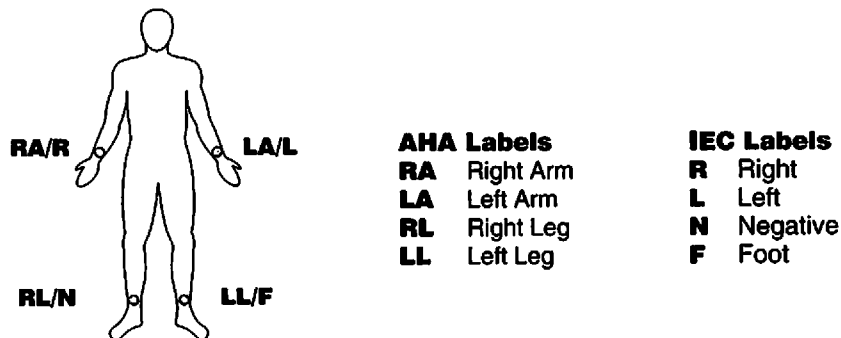 RA/R
LA/L
RL/N
LL/F
AHA Labels
RA Right Arm
LA Left Arm
RL Right Leg
LL Left Leg
IEC Labels
R Right
L Left
N Negative
F Foot